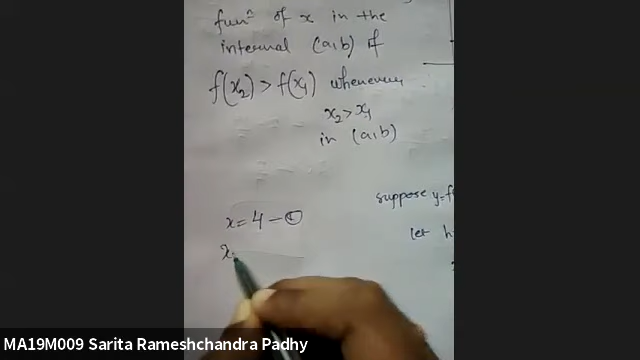 funⁿ of x in the
internal (a,b) if
f(x₂) > f(x₁) whenever
x₂ > x₁
in (a,b)
suppose y=f(
x = 4 — ①
let h
x=
MA19M009 Sarita Rameshchandra Padhy